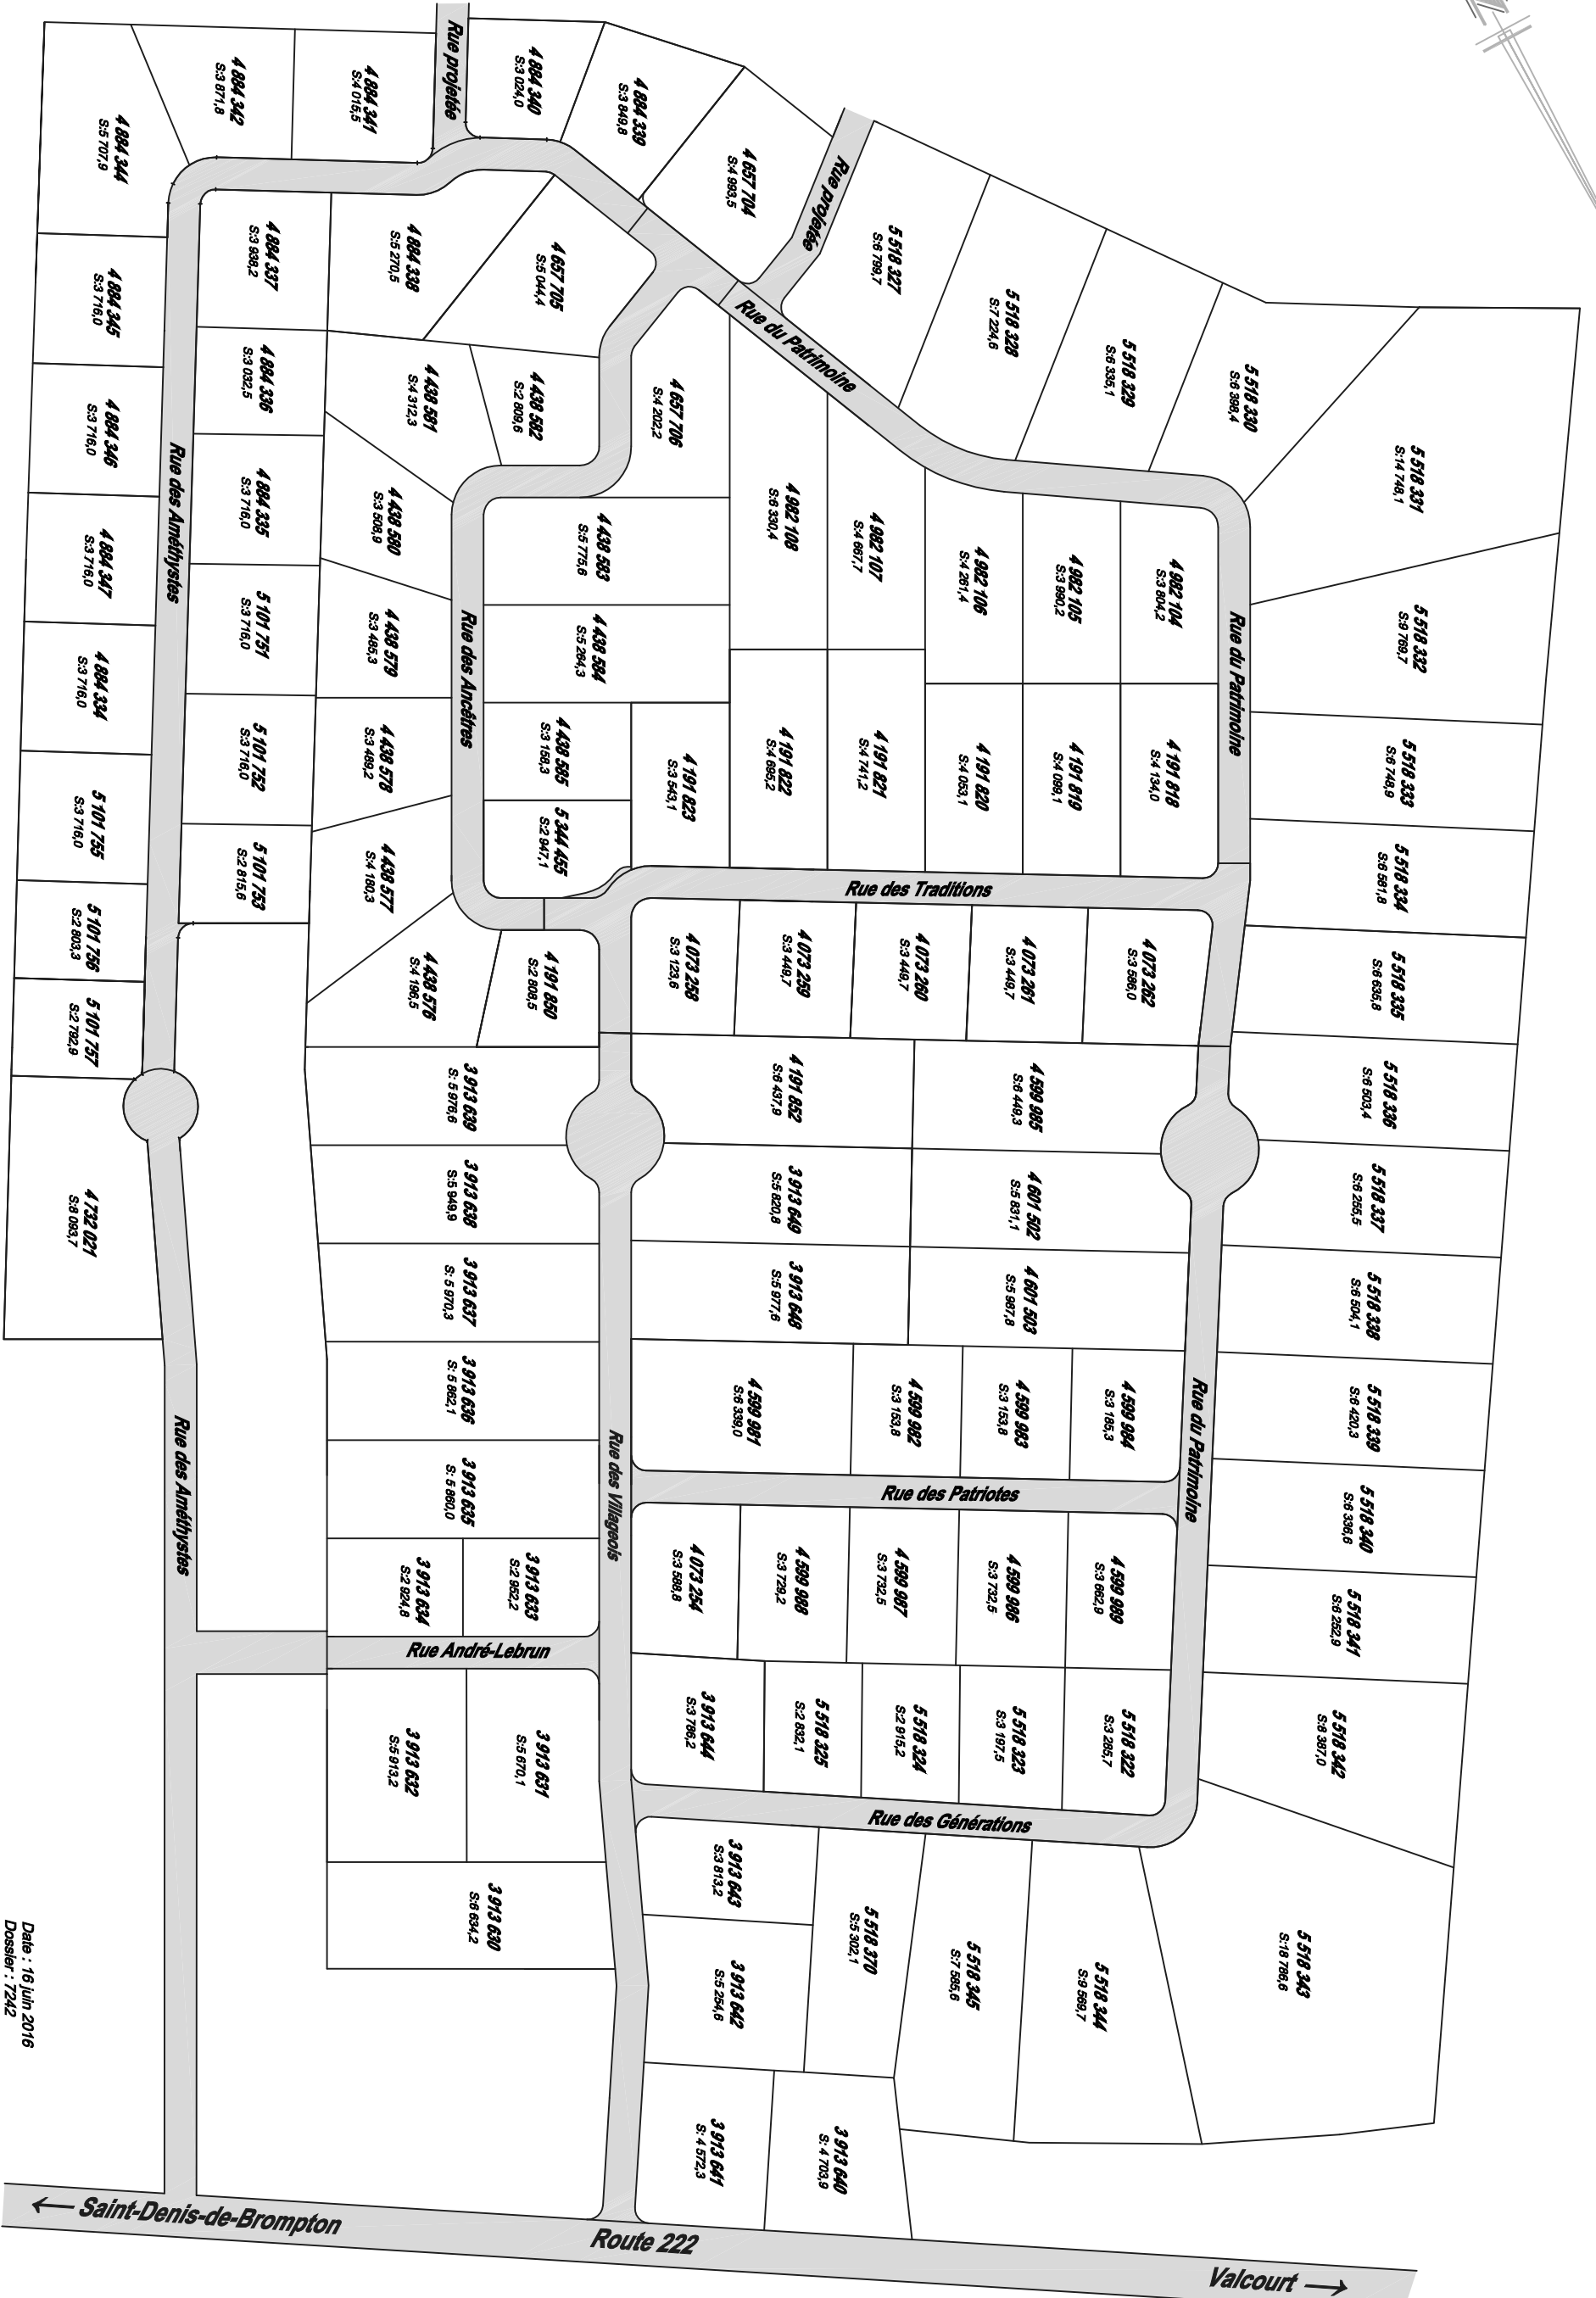 Rue projetée
4 884 340
S:3 024,0
4 884 339
S:3 849,8
4 657 704
S:4 993,5
Rue projetée
4 884 341
S:4 015,5
4 884 342
S:3 871,8
4 884 344
S:5 707,9
4 884 345
S:3 716,0
4 884 346
S:3 716,0
4 884 347
S:3 716,0
4 884 334
S:3 716,0
5 101 755
S:3 716,0
5 101 756
S:2 803,3
5 101 757
S:2 792,9
4 732 021
S:8 093,7
Rue des Améthystes
Rue des Améthystes
4 884 337
S:3 938,2
4 884 336
S:3 032,5
4 884 335
S:3 716,0
5 101 751
S:3 716,0
5 101 752
S:3 716,0
5 101 753
S:2 815,6
4 884 338
S:5 270,5
4 657 705
S:5 044,4
4 438 581
S:4 312,3
4 438 582
S:2 809,6
4 438 580
S:3 508,9
4 438 579
S:3 485,3
4 438 578
S:3 489,2
4 438 577
S:4 180,3
4 438 576
S:4 196,5
4 191 850
S:2 808,5
Rue des Ancêtres
4 657 706
S:4 202,2
4 438 583
S:5 775,6
4 438 584
S:5 264,3
4 438 585
S:3 158,3
5 344 455
S:2 947,1
4 191 823
S:3 543,1
Rue du Patrimoine
4 982 108
S:6 330,4
4 982 107
S:4 667,7
4 982 106
S:4 261,4
4 982 105
S:3 990,2
4 982 104
S:3 804,2
4 191 822
S:4 695,2
4 191 821
S:4 741,2
4 191 820
S:4 053,1
4 191 819
S:4 099,1
4 191 818
S:4 134,0
Rue du Patrimoine
Rue des Traditions
5 518 327
S:6 799,7
5 518 328
S:7 224,6
5 518 329
S:6 335,1
5 518 330
S:6 398,4
5 518 331
S:14 748,1
5 518 332
S:9 769,7
5 518 333
S:6 748,9
5 518 334
S:6 581,8
5 518 335
S:6 635,8
5 518 336
S:6 503,4
5 518 337
S:6 255,5
5 518 338
S:6 504,1
5 518 339
S:6 420,3
5 518 340
S:6 336,6
5 518 341
S:6 252,9
5 518 342
S:8 387,0
5 518 343
S:18 786,6
4 073 258
S:3 123,6
4 073 259
S:3 449,7
4 073 260
S:3 449,7
4 073 261
S:3 449,7
4 073 262
S:3 586,0
4 191 852
S:6 437,9
4 599 985
S:6 449,3
3 913 649
S:5 820,8
4 601 502
S:5 831,1
3 913 648
S:5 977,6
4 601 503
S:5 987,8
4 599 981
S:6 339,0
4 599 982
S:3 153,8
4 599 983
S:3 153,8
4 599 984
S:3 185,3
Rue du Patrimoine
Rue des Patriotes
3 913 639
S: 5 976,6
3 913 638
S:5 949,9
3 913 637
S: 5 970,3
3 913 636
S: 5 862,1
3 913 635
S: 5 860,0
3 913 634
S:2 924,8
3 913 633
S:2 952,2
Rue des Villageois
Rue André-Lebrun
3 913 632
S:5 913,2
3 913 631
S:5 670,1
3 913 630
S:6 634,2
4 073 254
S:3 588,8
4 599 988
S:3 729,2
4 599 987
S:3 732,5
4 599 986
S:3 732,5
4 599 989
S:3 662,9
3 913 644
S:3 786,2
5 518 325
S:2 832,1
5 518 324
S:2 915,2
5 518 323
S:3 197,5
5 518 322
S:3 285,7
Rue des Générations
3 913 643
S:3 813,2
3 913 642
S:5 254,6
5 518 370
S:5 302,1
5 518 345
S:7 585,6
5 518 344
S:9 569,7
3 913 641
S: 4 572,3
3 913 640
S: 4 703,9
Date : 16 juin 2016
Dossier : 7242
← Saint-Denis-de-Brompton
Route 222
Valcourt →